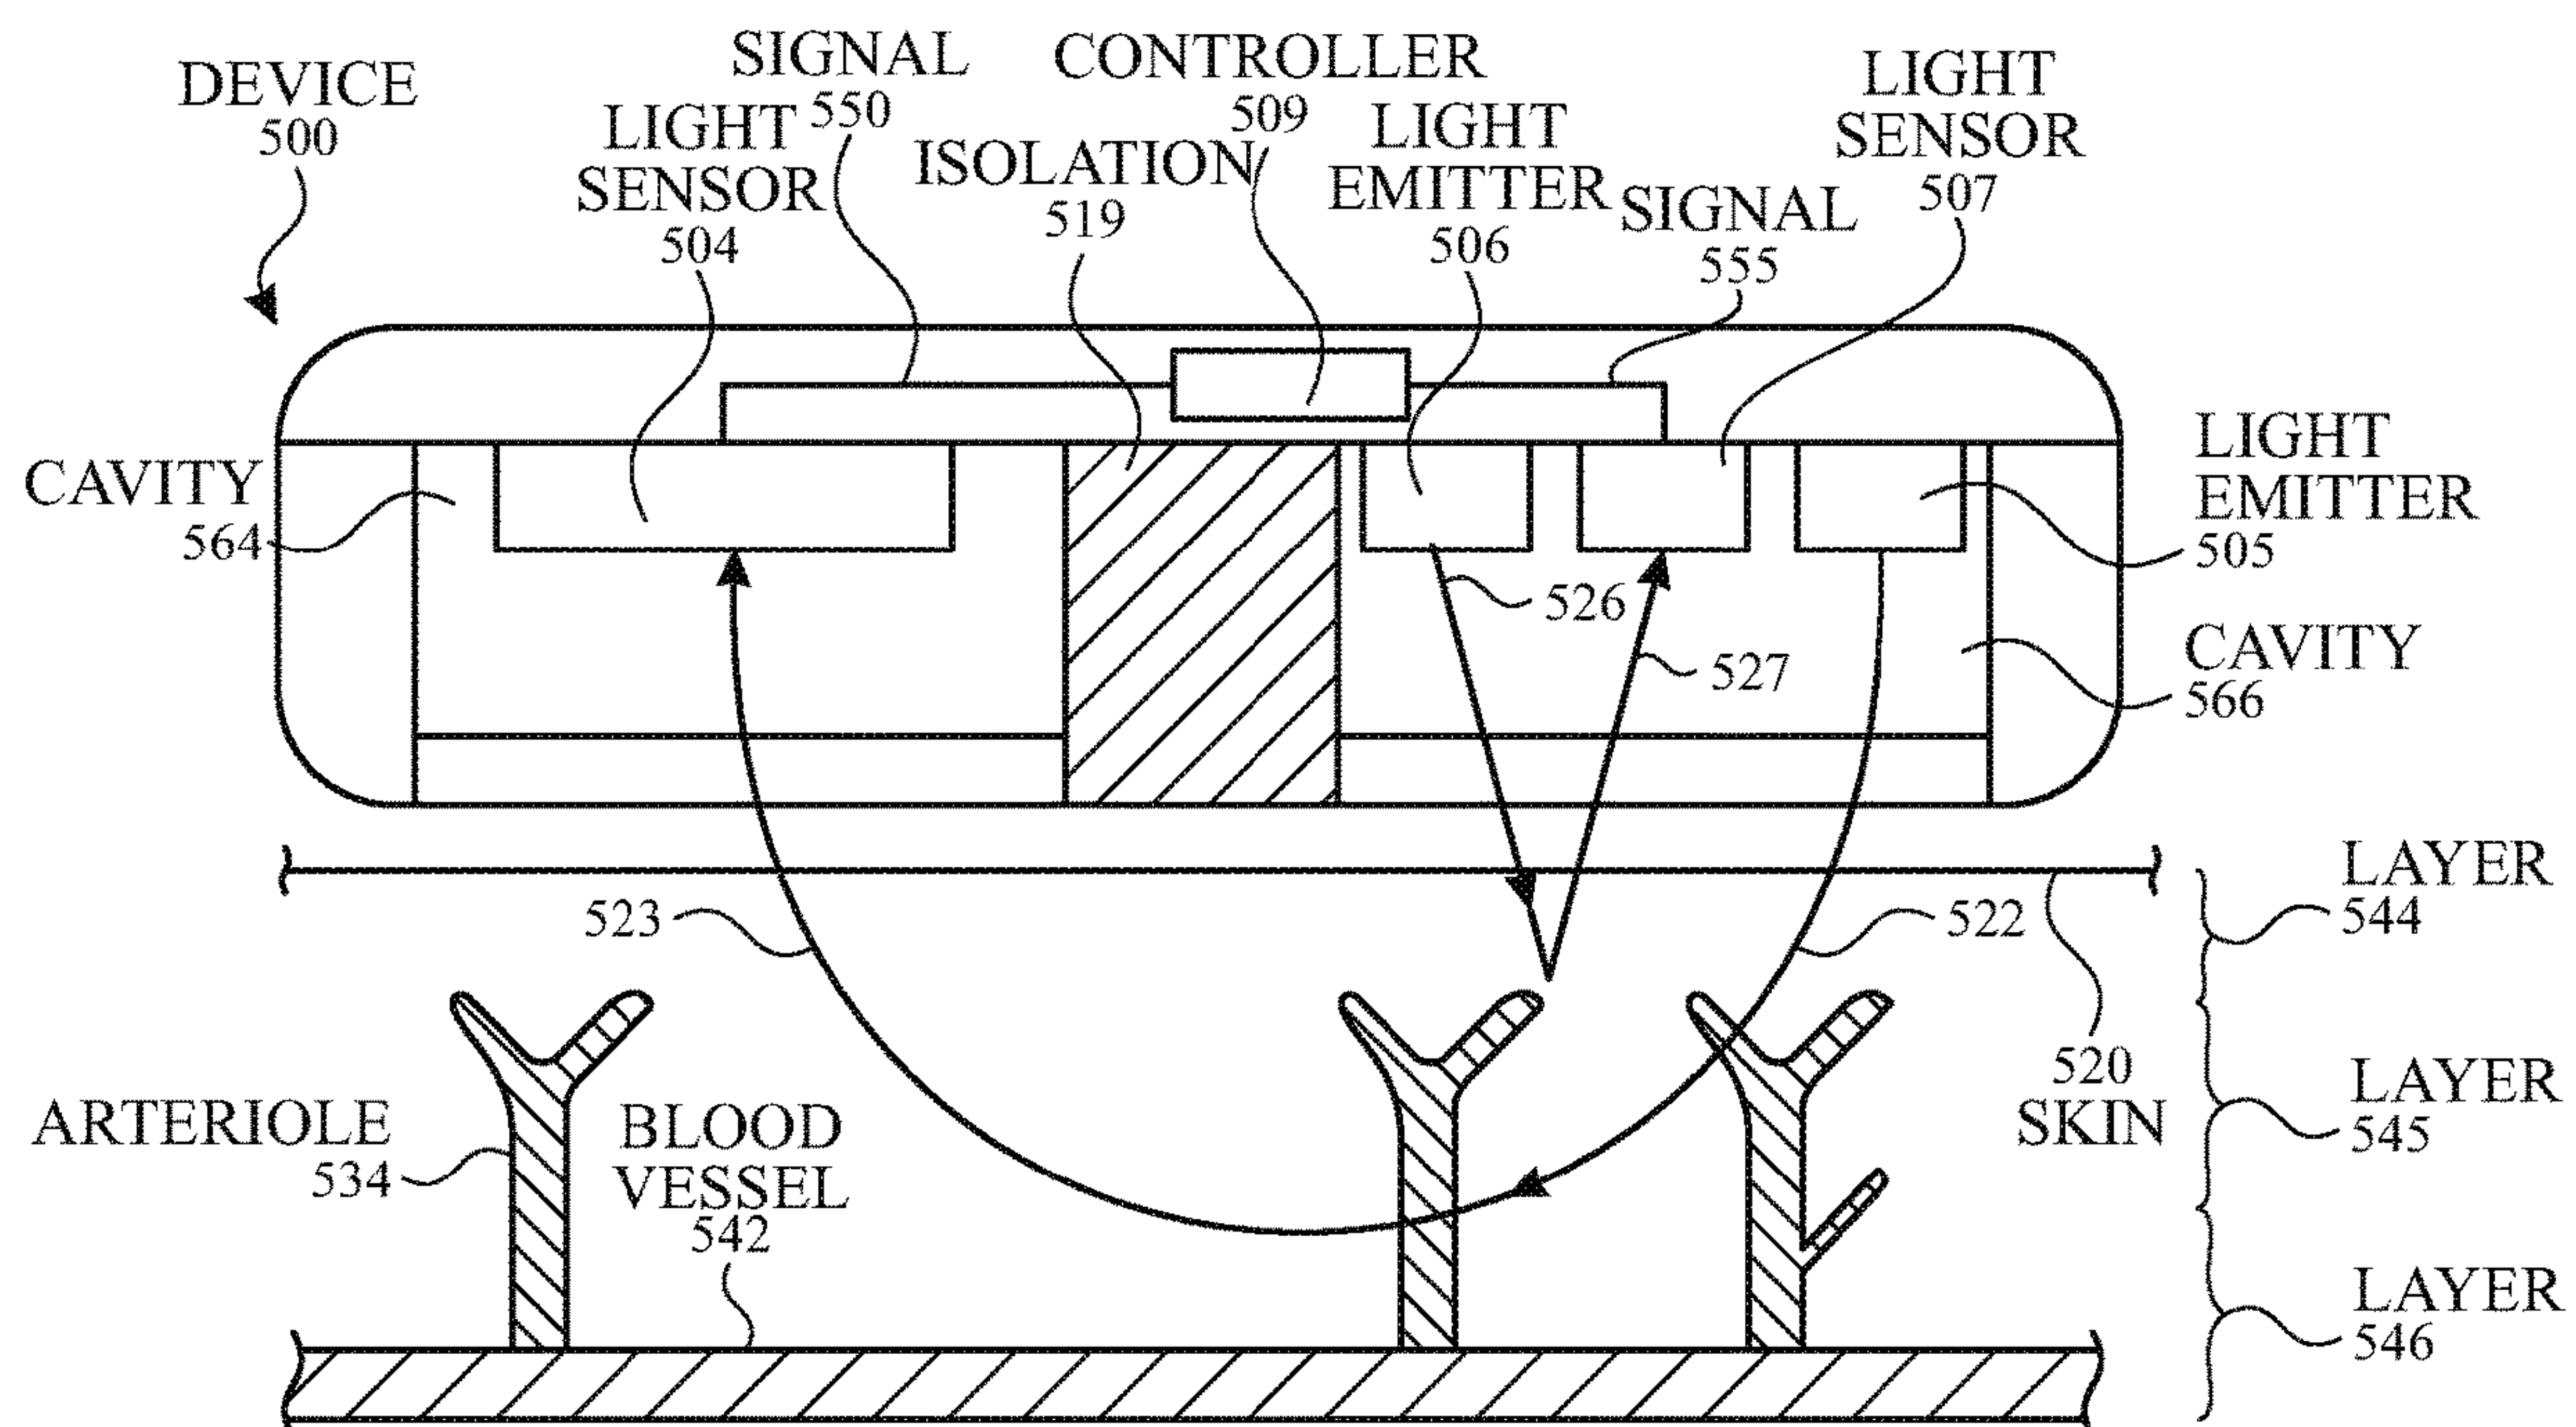 DEVICE
500
SIGNAL
550
LIGHT
SENSOR
504
CONTROLLER
509
ISOLATION
519
LIGHT
EMITTER
506
SIGNAL
555
LIGHT
SENSOR
507
CAVITY
564
LIGHT
EMITTER
505
526
527
CAVITY
566
523
522
LAYER
544
520
SKIN
LAYER
545
ARTERIOLE
534
BLOOD
VESSEL
542
LAYER
546